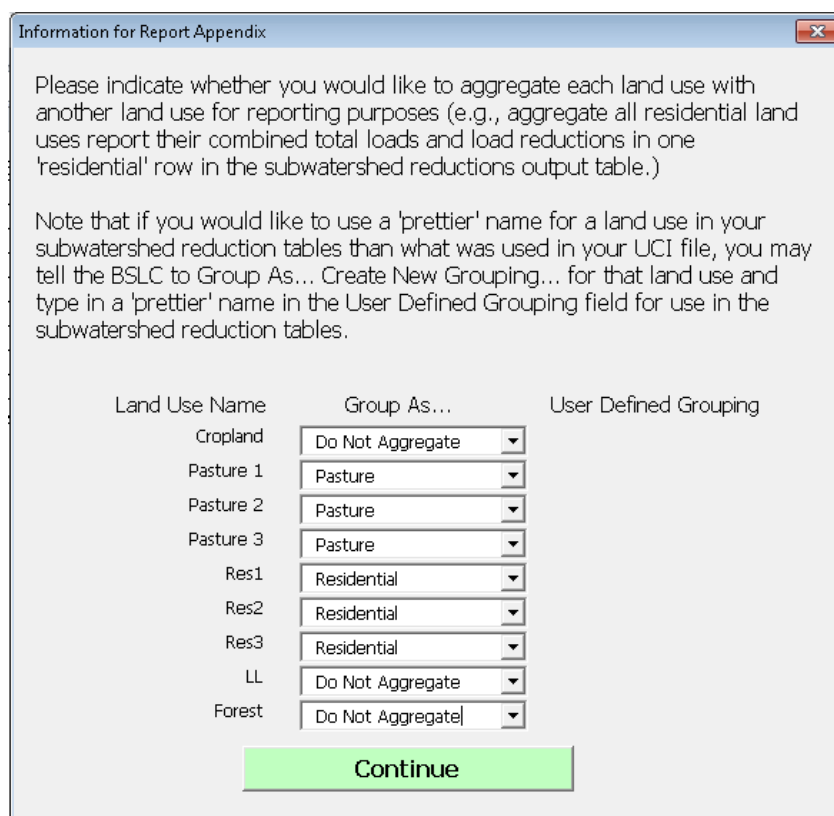 Information for Report Appendix
Please indicate whether you would like to aggregate each land use with
another land use for reporting purposes (e.g., aggregate all residential land
uses report their combined total loads and load reductions in one
'residential' row in the subwatershed reductions output table.)
Note that if you would like to use a 'prettier' name for a land use in your
subwatershed reduction tables than what was used in your UCI file, you may
tell the BSLC to Group As... Create New Grouping... for that land use and
type in a 'prettier' name in the User Defined Grouping field for use in the
subwatershed reduction tables.
Land Use Name Group As... User Defined Grouping
Cropland Do Not Aggregate
Pasture 1 Pasture
Pasture 2 Pasture
Pasture 3 Pasture
Res1 Residential
Res2 Residential
Res3 Residential
LL Do Not Aggregate
Forest Do Not Aggregate
Continue